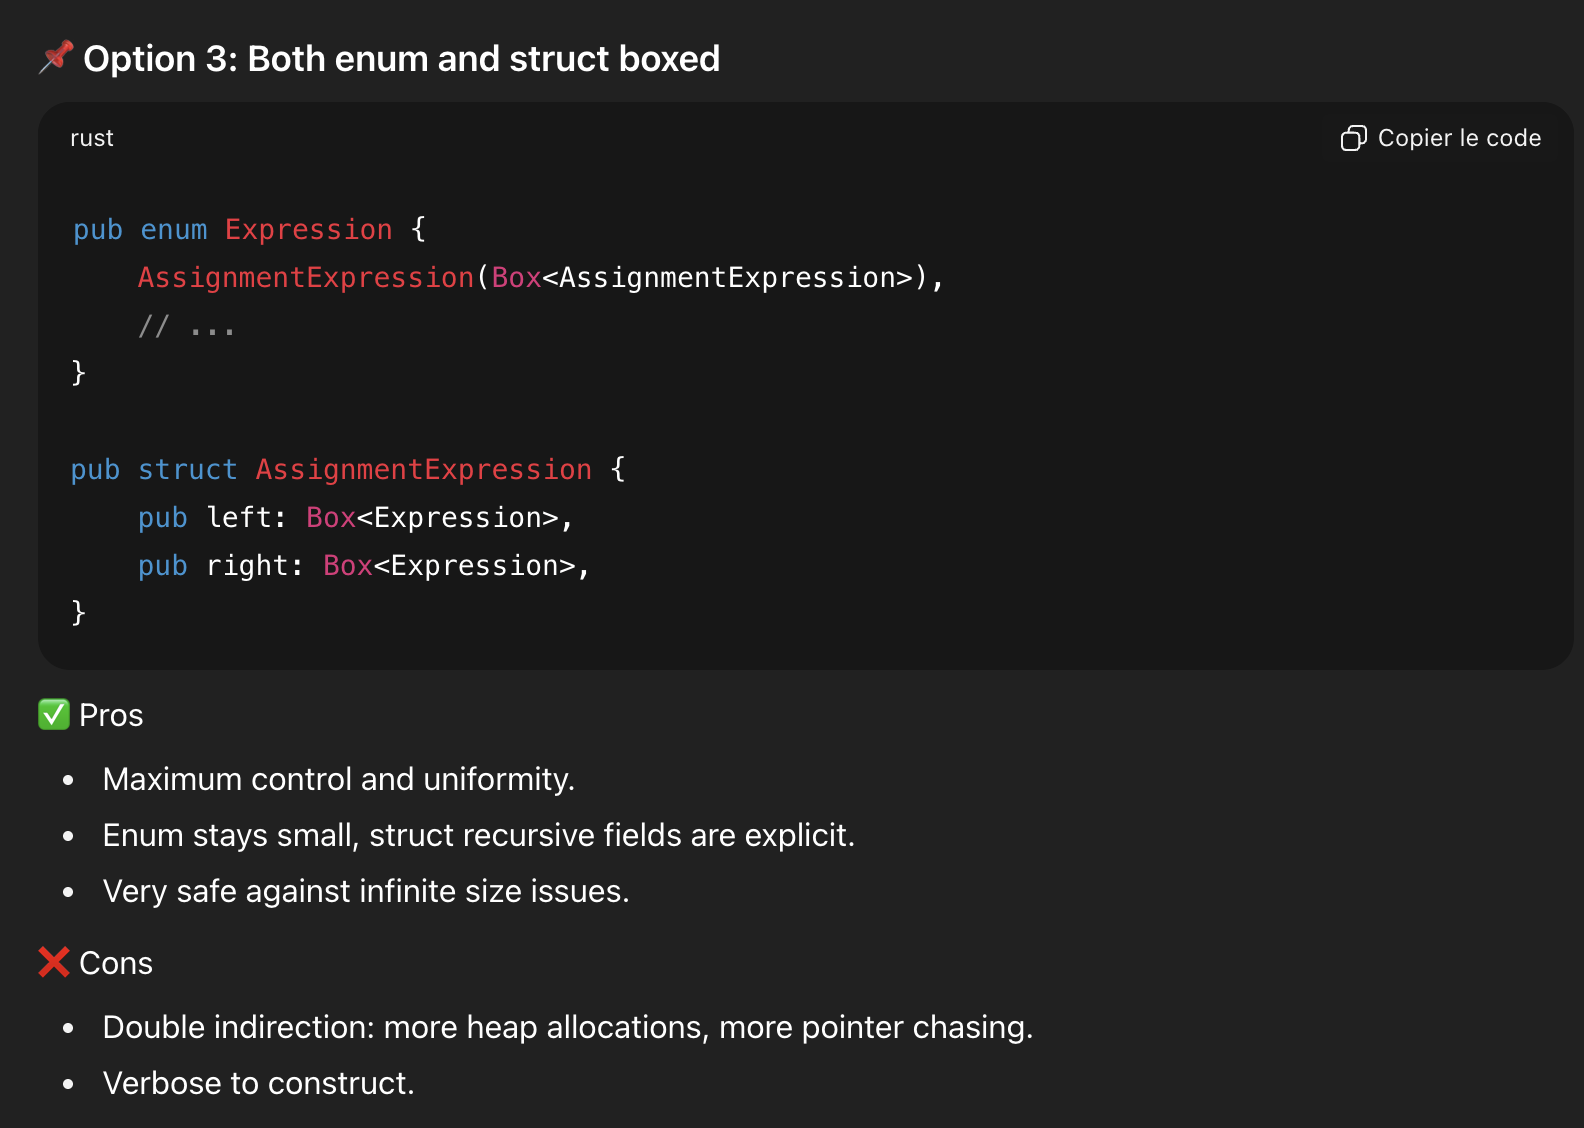 📌 Option 3: Both enum and struct boxed
rust
Copier le code
pub enum Expression {
    AssignmentExpression(Box<AssignmentExpression>),
    // ...
}
pub struct AssignmentExpression {
    pub left: Box<Expression>,
    pub right: Box<Expression>,
}
✅ Pros
• Maximum control and uniformity.
• Enum stays small, struct recursive fields are explicit.
• Very safe against infinite size issues.
❌ Cons
• Double indirection: more heap allocations, more pointer chasing.
• Verbose to construct.